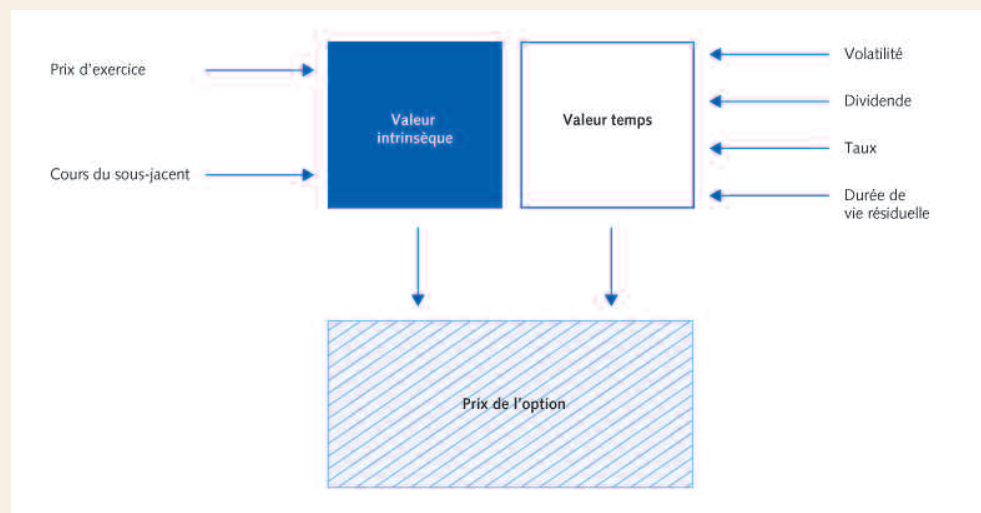 Prix d'exercice
Cours du sous-jacent
Valeur
intrinsèque
Valeur temps
Volatilité
Dividende
Taux
Durée de
vie résiduelle
Prix de l'option